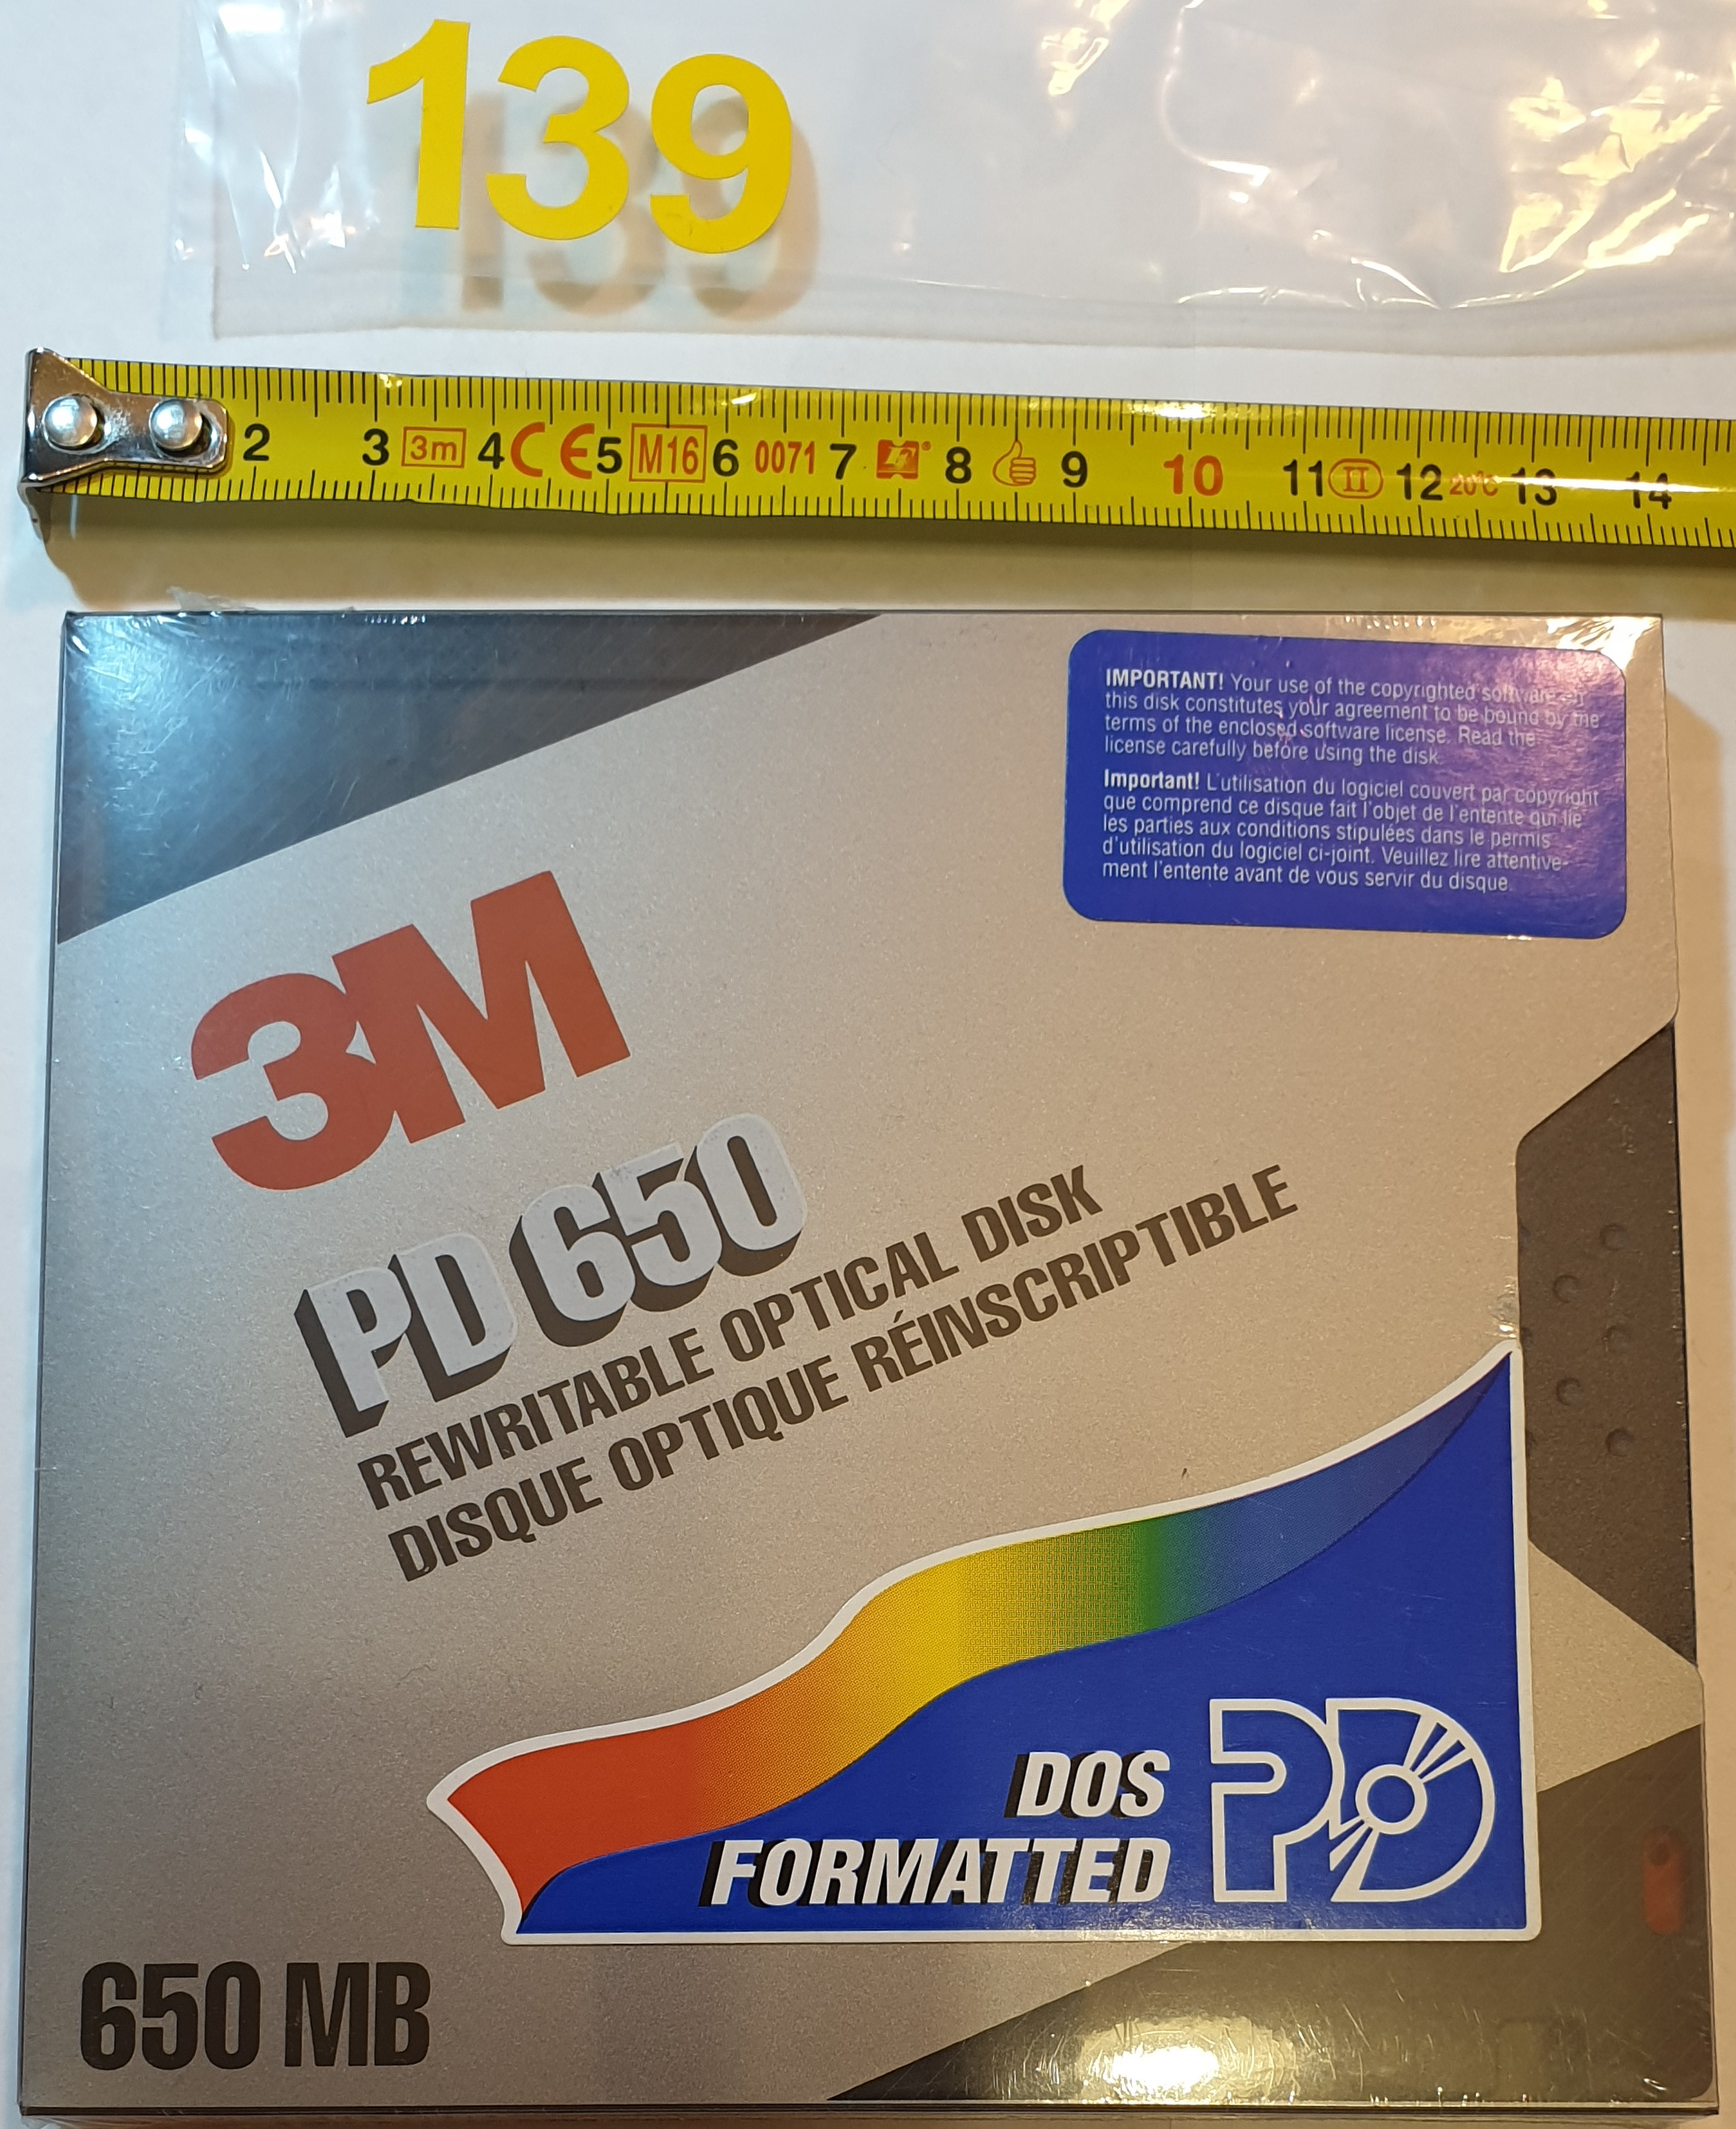 139
2 3 3m 4 CE 5 M16 6 0071 7 8 9 10 11 II 12 20°C 13 14
IMPORTANT! Your use of the copyrighted software on
this disk constitutes your agreement to be bound by the
terms of the enclosed software license. Read the
license carefully before using the disk.
Important! L'utilisation du logiciel couvert par copyright
que comprend ce disque fait l'objet de l'entente qui lie
les parties aux conditions stipulées dans le permis
d'utilisation du logiciel ci-joint. Veuillez lire attentive-
ment l'entente avant de vous servir du disque.
3M
PD 650
REWRITABLE OPTICAL DISK
DISQUE OPTIQUE RÉINSCRIPTIBLE
DOS
FORMATTED
PD
650 MB